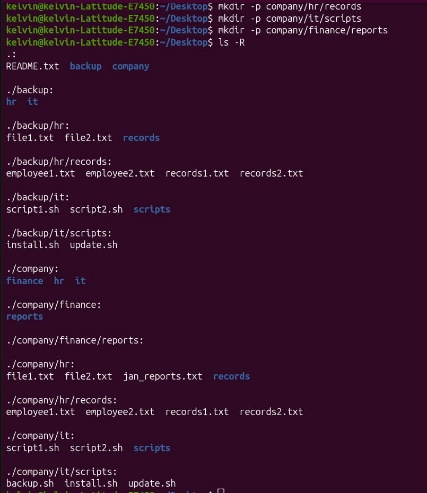 kelvin@kelvin-Latitude-E7450:~/Desktop$ mkdir -p company/hr/records
kelvin@kelvin-Latitude-E7450:~/Desktop$ mkdir -p company/it/scripts
kelvin@kelvin-Latitude-E7450:~/Desktop$ mkdir -p company/finance/reports
kelvin@kelvin-Latitude-E7450:~/Desktop$ ls -R
.:
README.txt  backup  company
./backup:
hr  it
./backup/hr:
file1.txt  file2.txt  records
./backup/hr/records:
employee1.txt  employee2.txt  records1.txt  records2.txt
./backup/it:
script1.sh  script2.sh  scripts
./backup/it/scripts:
install.sh  update.sh
./company:
finance  hr  it
./company/finance:
reports
./company/finance/reports:
./company/hr:
file1.txt  file2.txt  jan_reports.txt  records
./company/hr/records:
employee1.txt  employee2.txt  records1.txt  records2.txt
./company/it:
script1.sh  script2.sh  scripts
./company/it/scripts:
backup.sh  install.sh  update.sh
kelvin@kelvin-Latitude-E7450:~/Desktop$